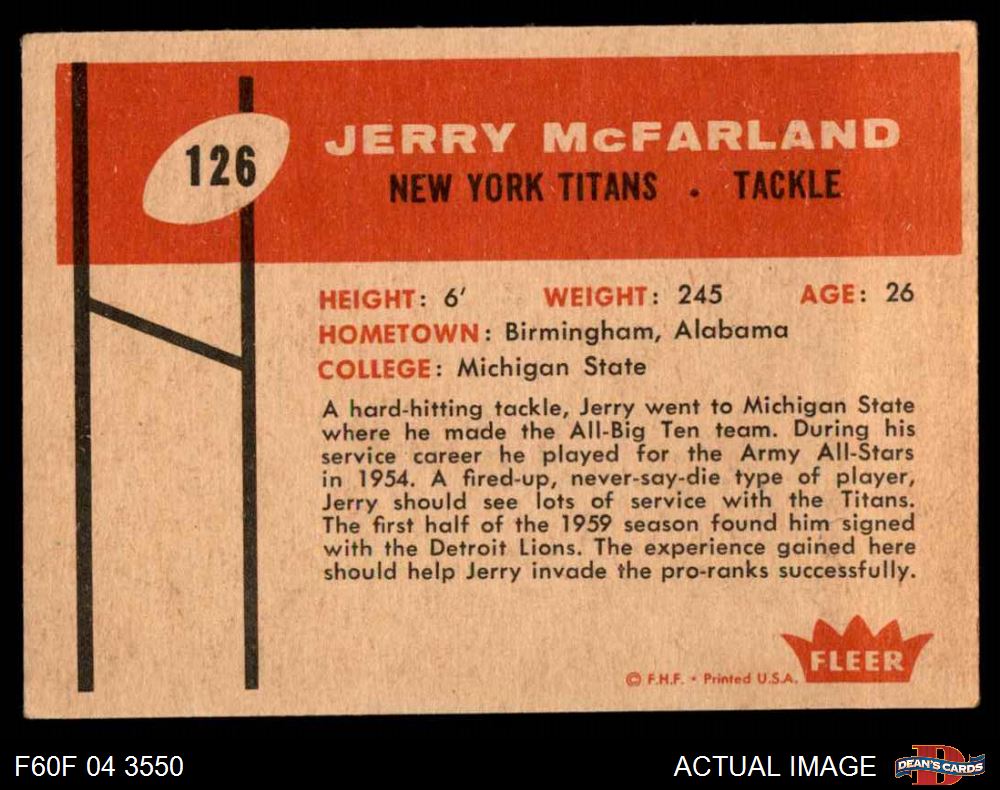 126
JERRY McFARLAND
NEW YORK TITANS . TACKLE
HEIGHT: 6' WEIGHT: 245 AGE: 26
HOMETOWN: Birmingham, Alabama
COLLEGE: Michigan State
A hard-hitting tackle, Jerry went to Michigan State
where he made the All-Big Ten team. During his
service career he played for the Army All-Stars
in 1954. A fired-up, never-say-die type of player,
Jerry should see lots of service with the Titans.
The first half of the 1959 season found him signed
with the Detroit Lions. The experience gained here
should help Jerry invade the pro-ranks successfully.
FLEER
© F.H.F. • Printed U.S.A.
F60F 04 3550
ACTUAL IMAGE
D
DEAN'S CARDS